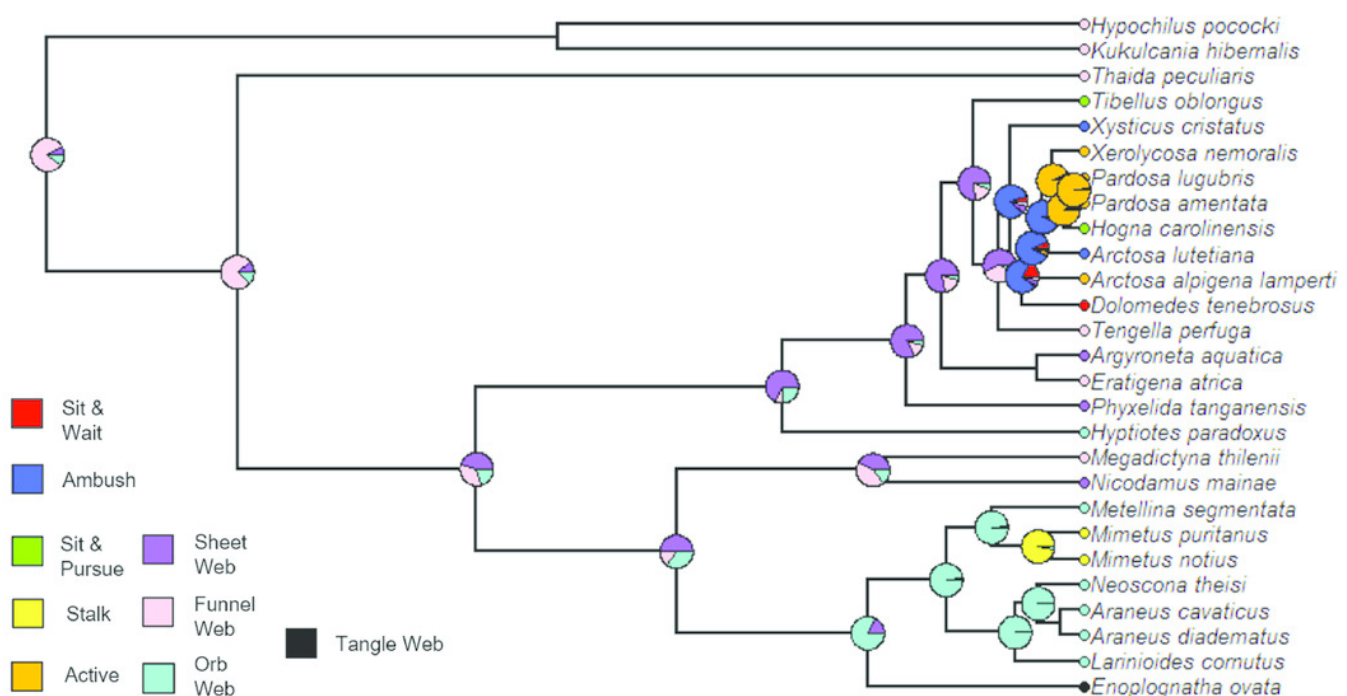 Hypochilus pococki
Kukulcania hibernalis
Thaida peculiaris
Tibellus oblongus
Xysticus cristatus
Xerolycosa nemoralis
Pardosa lugubris
Pardosa amentata
Hogna carolinensis
Arctosa lutetiana
Arctosa alpigena lamperti
Dolomedes tenebrosus
Tengella perfuga
Argyroneta aquatica
Eratigena atrica
Phyxelida tanganensis
Hyptiotes paradoxus
Megadictyna thilenii
Nicodamus mainae
Metellina segmentata
Mimetus puritanus
Mimetus notius
Neoscona theisi
Araneus cavaticus
Araneus diadematus
Larinioides cornutus
Enoplognatha ovata
Sit &
Wait
Ambush
Sit &
Pursue
Stalk
Active
Sheet
Web
Funnel
Web
Orb
Web
Tangle Web